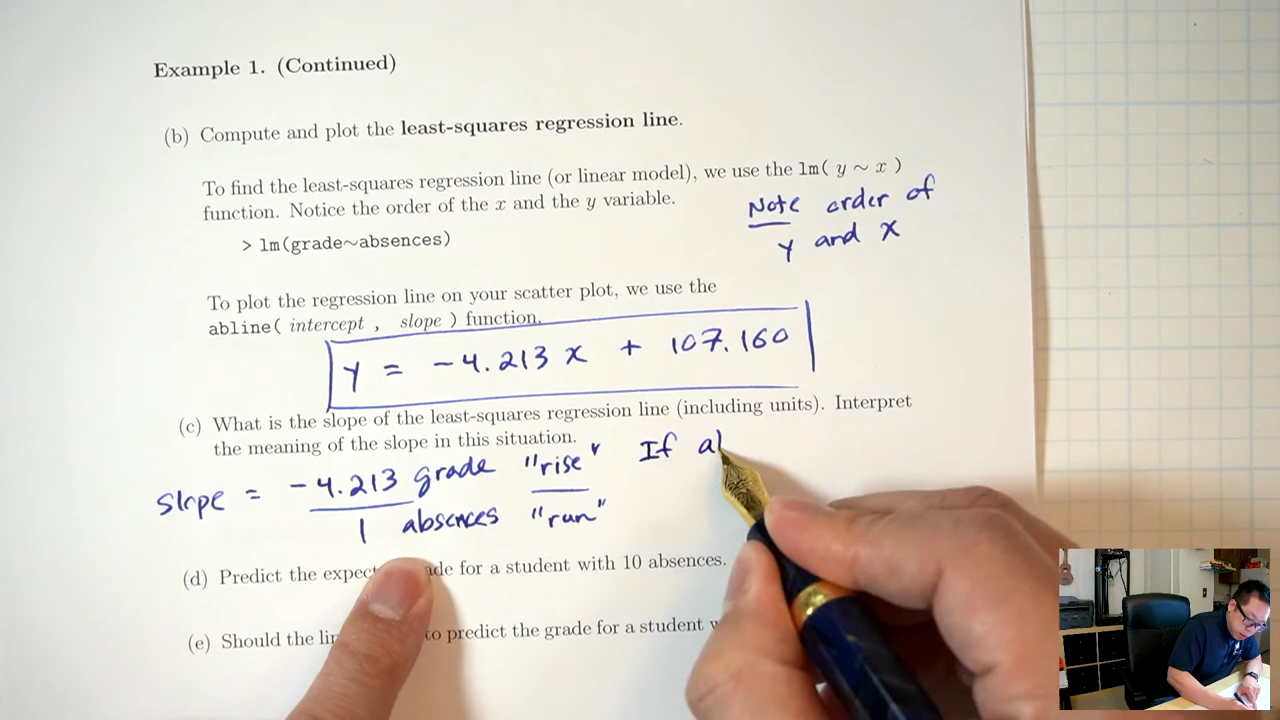 Example 1. (Continued)
(b) Compute and plot the least-squares regression line.
To find the least-squares regression line (or linear model), we use the lm( y ~ x )
function. Notice the order of the x and the y variable.
Note order of
y and x
> lm(grade~absences)
To plot the regression line on your scatter plot, we use the
abline( intercept , slope ) function.
y = -4.213 x + 107.160
(c) What is the slope of the least-squares regression line (including units). Interpret
the meaning of the slope in this situation.
If
slope = -4.213 grade "rise"
1 absences "run"
(d) Predict the for a student with 10 absences.
(e) Should the to predict the grade for a student